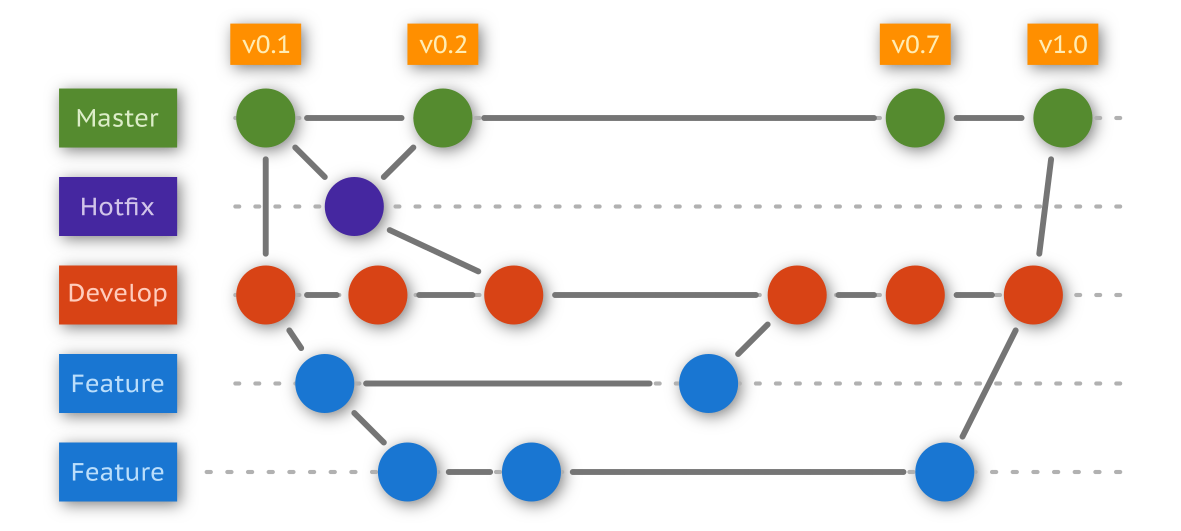 v0.1
v0.2
v0.7
v1.0
Master
Hotfix
Develop
Feature
Feature